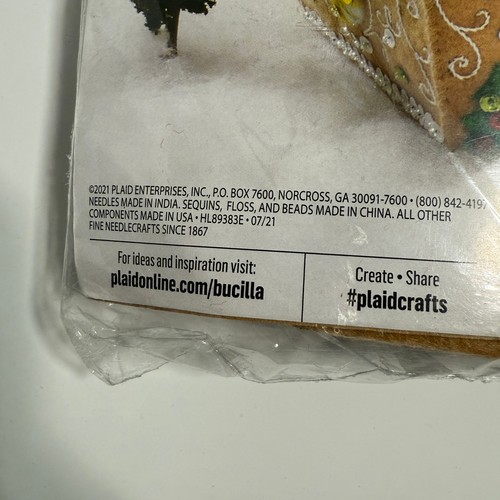 ©2021 PLAID ENTERPRISES, INC., P.O. BOX 7600, NORCROSS, GA 30091-7600 • (800) 842-4197
NEEDLES MADE IN INDIA. SEQUINS, FLOSS, AND BEADS MADE IN CHINA. ALL OTHER
COMPONENTS MADE IN USA • HL89383E • 07/21
FINE NEEDLECRAFTS SINCE 1867
For ideas and inspiration visit:
plaidonline.com/bucilla
Create • Share
#plaidcrafts